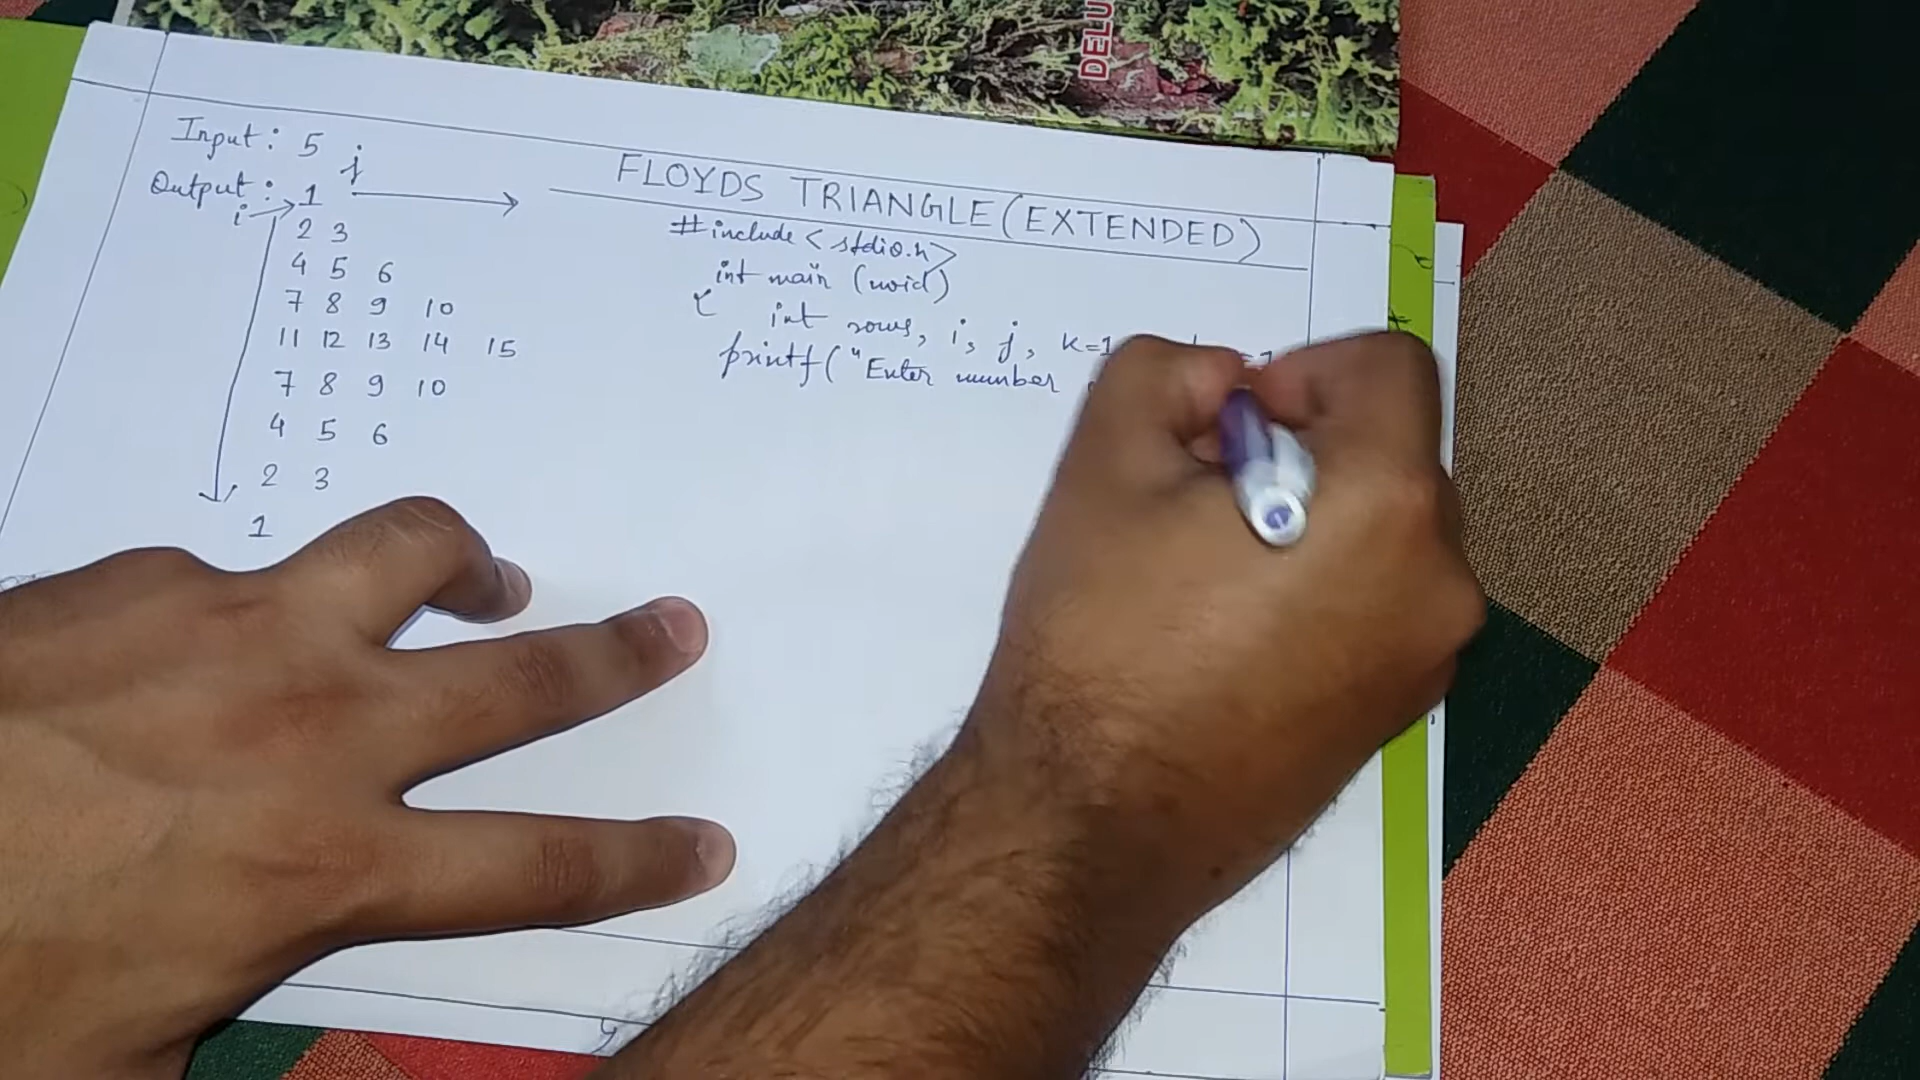 DELU
Input: 5
j
Output: 1
i
2 3
4 5 6
7 8 9 10
11 12 13 14 15
7 8 9 10
4 5 6
2 3
1
FLOYDS TRIANGLE (EXTENDED)
#include <stdio.h>
int main (void)
{ int rows, i, j, k=1
printf("Enter number